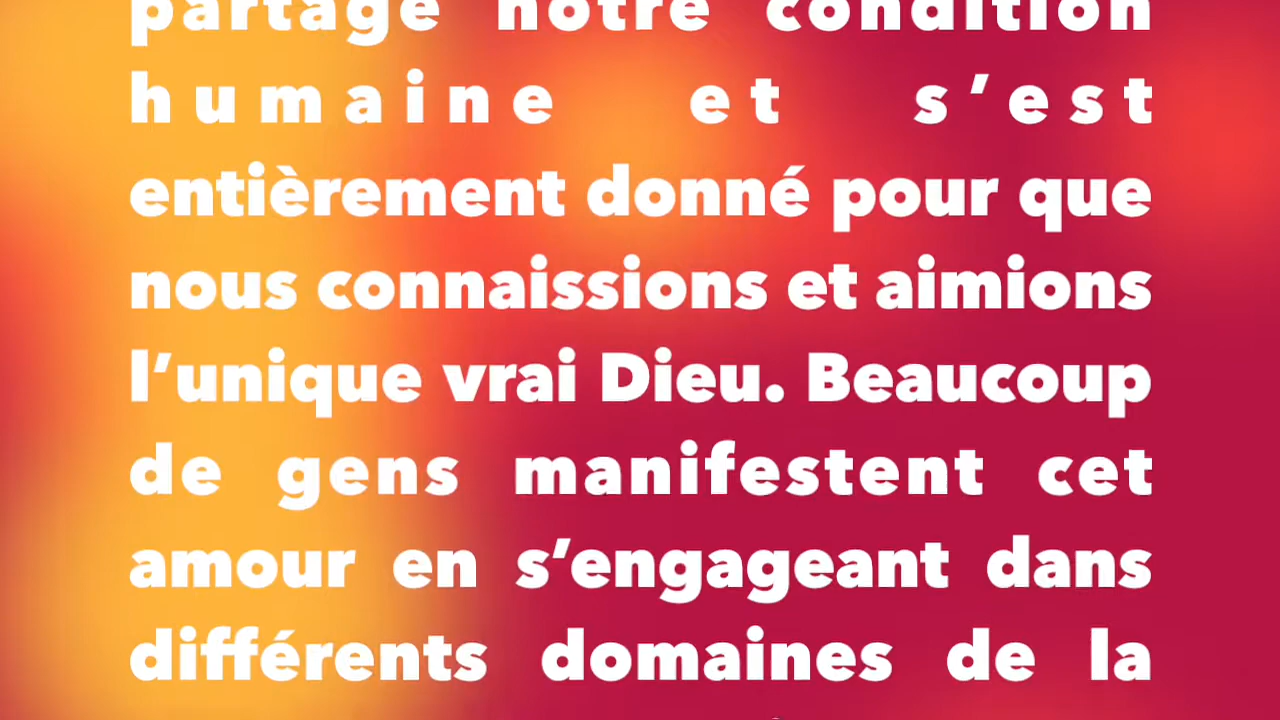 partage notre condition
humaine et s’est
entièrement donné pour que
nous connaissions et aimions
l’unique vrai Dieu. Beaucoup
de gens manifestent cet
amour en s’engageant dans
différents domaines de la